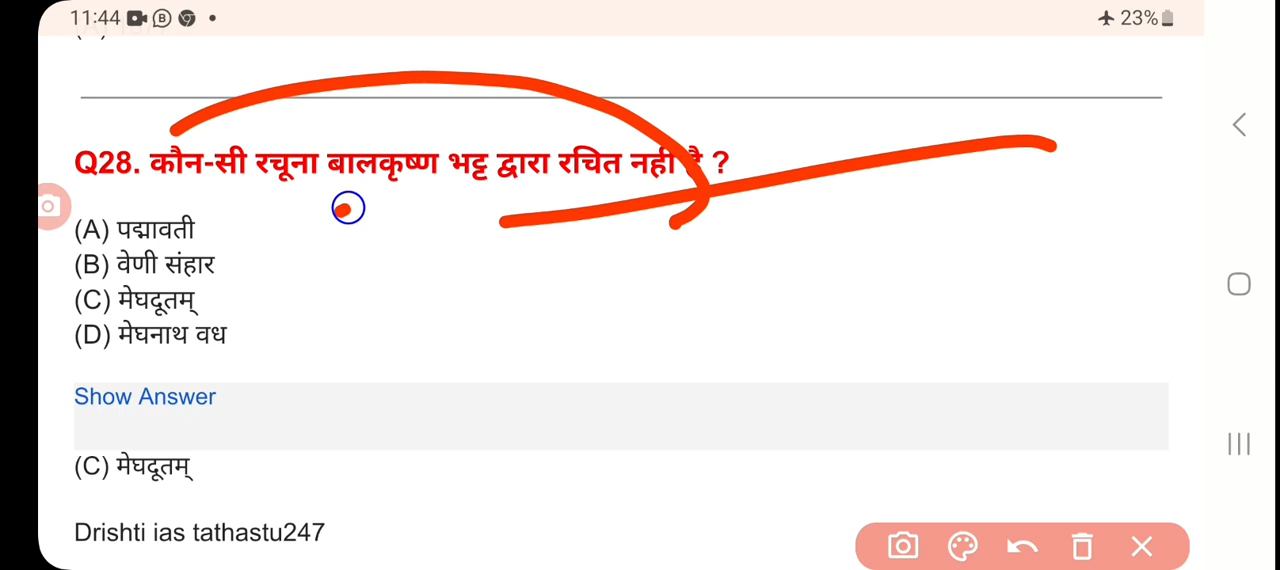 11:44
23%
Q28. कौन-सी रचूना बालकृष्ण भट्ट द्वारा रचित नही है ?
(A) पद्मावती
(B) वेणी संहार
(C) मेघदूतम्
(D) मेघनाथ वध
Show Answer
(C) मेघदूतम्
Drishti ias tathastu247